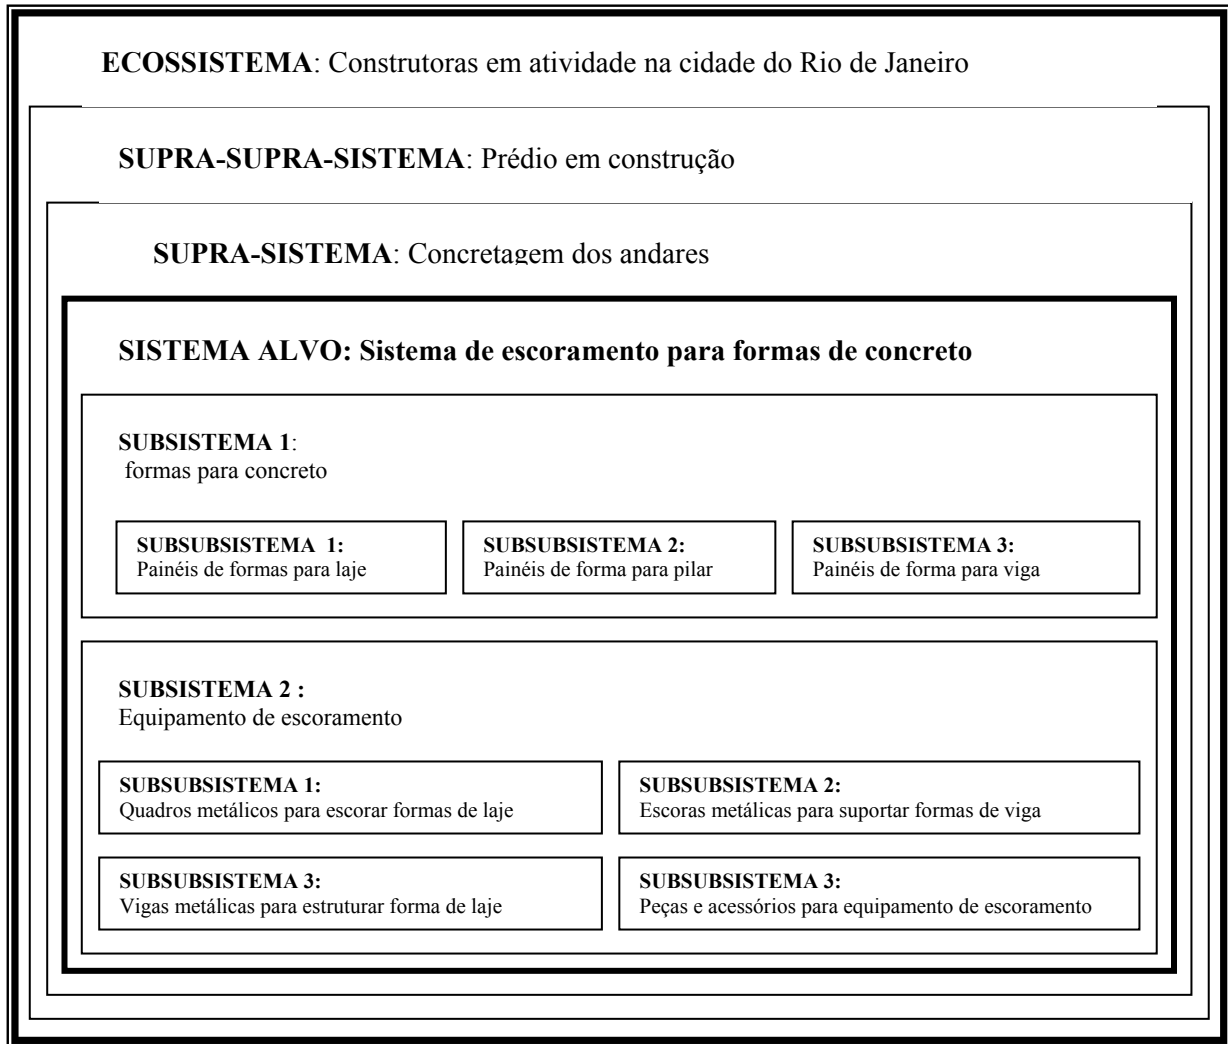 ECOSSISTEMA: Construtoras em atividade na cidade do Rio de Janeiro
SUPRA-SUPRA-SISTEMA: Prédio em construção
SUPRA-SISTEMA: Concretagem dos andares
SISTEMA ALVO: Sistema de escoramento para formas de concreto
SUBSISTEMA 1:
formas para concreto
SUBSUBSISTEMA 1:
Painéis de formas para laje
SUBSUBSISTEMA 2:
Painéis de forma para pilar
SUBSUBSISTEMA 3:
Painéis de forma para viga
SUBSISTEMA 2 :
Equipamento de escoramento
SUBSUBSISTEMA 1:
Quadros metálicos para escorar formas de laje
SUBSUBSISTEMA 2:
Escoras metálicas para suportar formas de viga
SUBSUBSISTEMA 3:
Vigas metálicas para estruturar forma de laje
SUBSUBSISTEMA 3:
Peças e acessórios para equipamento de escoramento